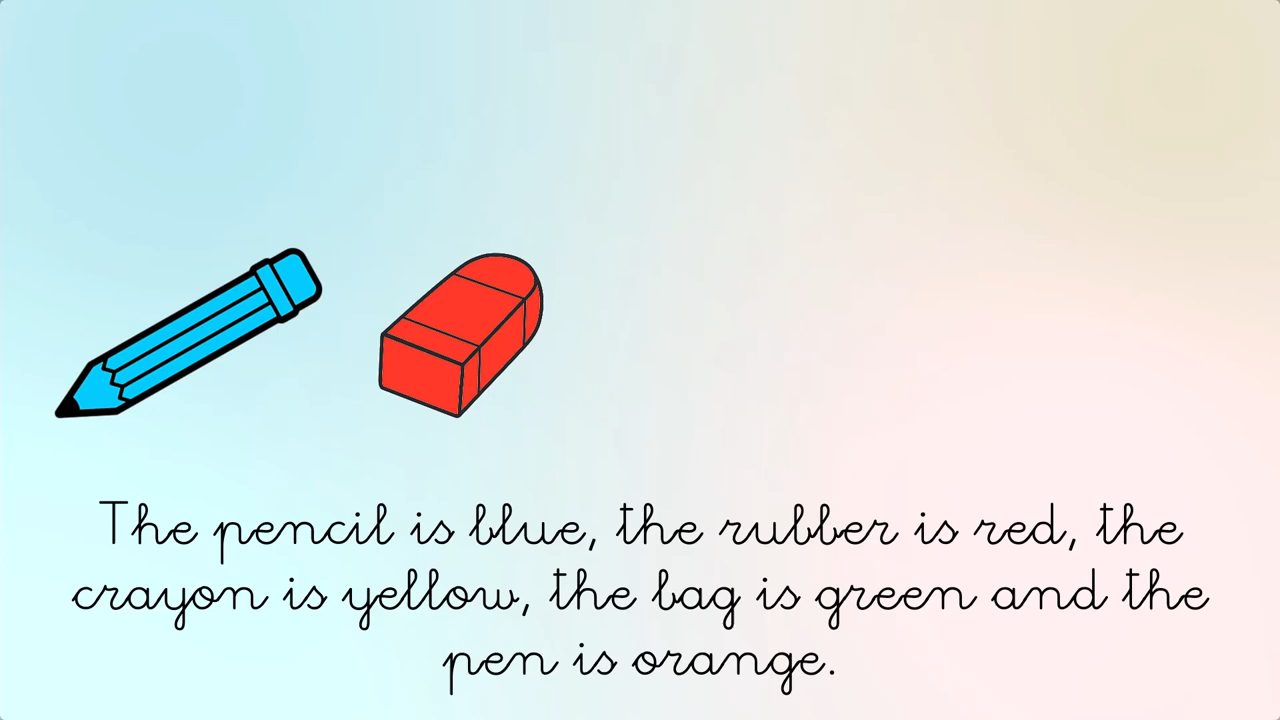 The pencil is blue, the rubber is red, the
crayon is yellow, the bag is green and the
pen is orange.